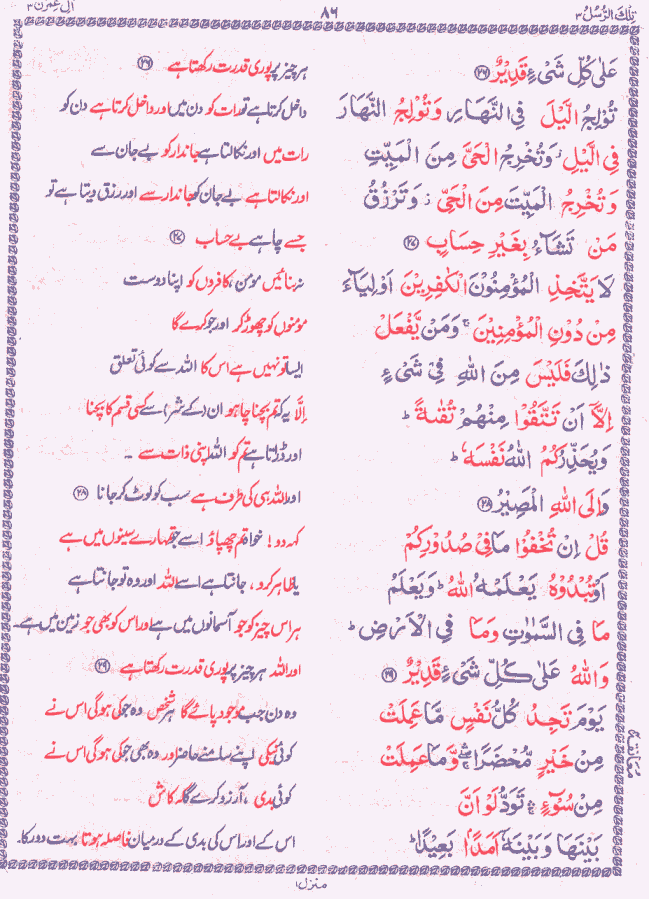 تِلْكَ الرُّسُلُ ٣
٨٦
اٰلِ عِمْرٰن ٣
عَلٰى كُلِّ شَىْءٍ قَدِيْرٌ ۲۶
تُوْلِجُ الَّيْلَ فِى النَّهَارِ وَتُوْلِجُ النَّهَارَ
فِى الَّيْلِ ز وَتُخْرِجُ الْحَىَّ مِنَ الْمَيِّتِ
وَتُخْرِجُ الْمَيِّتَ مِنَ الْحَىِّ ز وَتَرْزُقُ
مَنْ تَشَآءُ بِغَيْرِ حِسَابٍ ۲۷
لَا يَتَّخِذِ الْمُؤْمِنُوْنَ الْكٰفِرِيْنَ اَوْلِيَآءَ
مِنْ دُوْنِ الْمُؤْمِنِيْنَ ۚ وَمَنْ يَّفْعَلْ
ذٰلِكَ فَلَيْسَ مِنَ اللّٰهِ فِىْ شَىْءٍ
اِلَّآ اَنْ تَتَّقُوْا مِنْهُمْ تُقٰىةً ؕ
وَيُحَذِّرُكُمُ اللّٰهُ نَفْسَهٗ ؕ
وَاِلَى اللّٰهِ الْمَصِيْرُ ۲۸
قُلْ اِنْ تُخْفُوْا مَا فِىْ صُدُوْرِكُمْ
اَوْ تُبْدُوْهُ يَعْلَمْهُ اللّٰهُ ؕ وَيَعْلَمُ
مَا فِى السَّمٰوٰتِ وَمَا فِى الْاَرْضِ ؕ
وَاللّٰهُ عَلٰى كُلِّ شَىْءٍ قَدِيْرٌ ۲۹
يَوْمَ تَجِدُ كُلُّ نَفْسٍ مَّا عَمِلَتْ
مِنْ خَيْرٍ مُّحْضَرًا ۛۚ وَّمَا عَمِلَتْ
مِنْ سُوْٓءٍ ۛۚ تَوَدُّ لَوْ اَنَّ
بَيْنَهَا وَبَيْنَهٗٓ اَمَدًۢا بَعِيْدًا ؕ
معانقة
ہر چیز پر پوری قدرت رکھتا ہے ۲۶
داخل کرتا ہے تو رات کو دن میں اور داخل کرتا ہے دن کو
رات میں اور نکالتا ہے جاندار کو بے جان سے
اور نکالتا ہے بے جان کو جاندار سے اور رزق دیتا ہے تو
جسے چاہے بے حساب ۲۷
نہ بنائیں مومن، کافروں کو اپنا دوست
مومنوں کو چھوڑ کر اور جو کرے گا
ایسا تو نہیں ہے اس کا اللہ سے کوئی تعلق
اِلّا یہ کہ تم بچنا چاہو ان (کے شر) سے کسی قسم کا بچنا
اور ڈراتا ہے تم کو اللہ اپنی ذات سے ۔
اور اللہ ہی کی طرف ہے سب کو لوٹ کر جانا ۲۸
کہہ دو! خواہ تم چھپاؤ اسے جو تمہارے سینوں میں ہے
یا ظاہر کرو، جانتا ہے اسے اللہ اور وہ تو جانتا ہے
ہر اس چیز کو جو آسمانوں میں ہے اور اس کو بھی جو زمین میں ہے۔
اور اللہ ہر چیز پر پوری قدرت رکھتا ہے ۲۹
وہ دن جب موجود پائے گا ہر شخص وہ جو کی ہوگی اس نے
کوئی نیکی اپنے سامنے حاضر اور وہ بھی جو کی ہوگی اس نے
کوئی بدی، آرزو کرے گا کہ کاش
اس کے اور اس کی بدی کے درمیان فاصلہ ہوتا بہت دور کا۔
منزل ۱